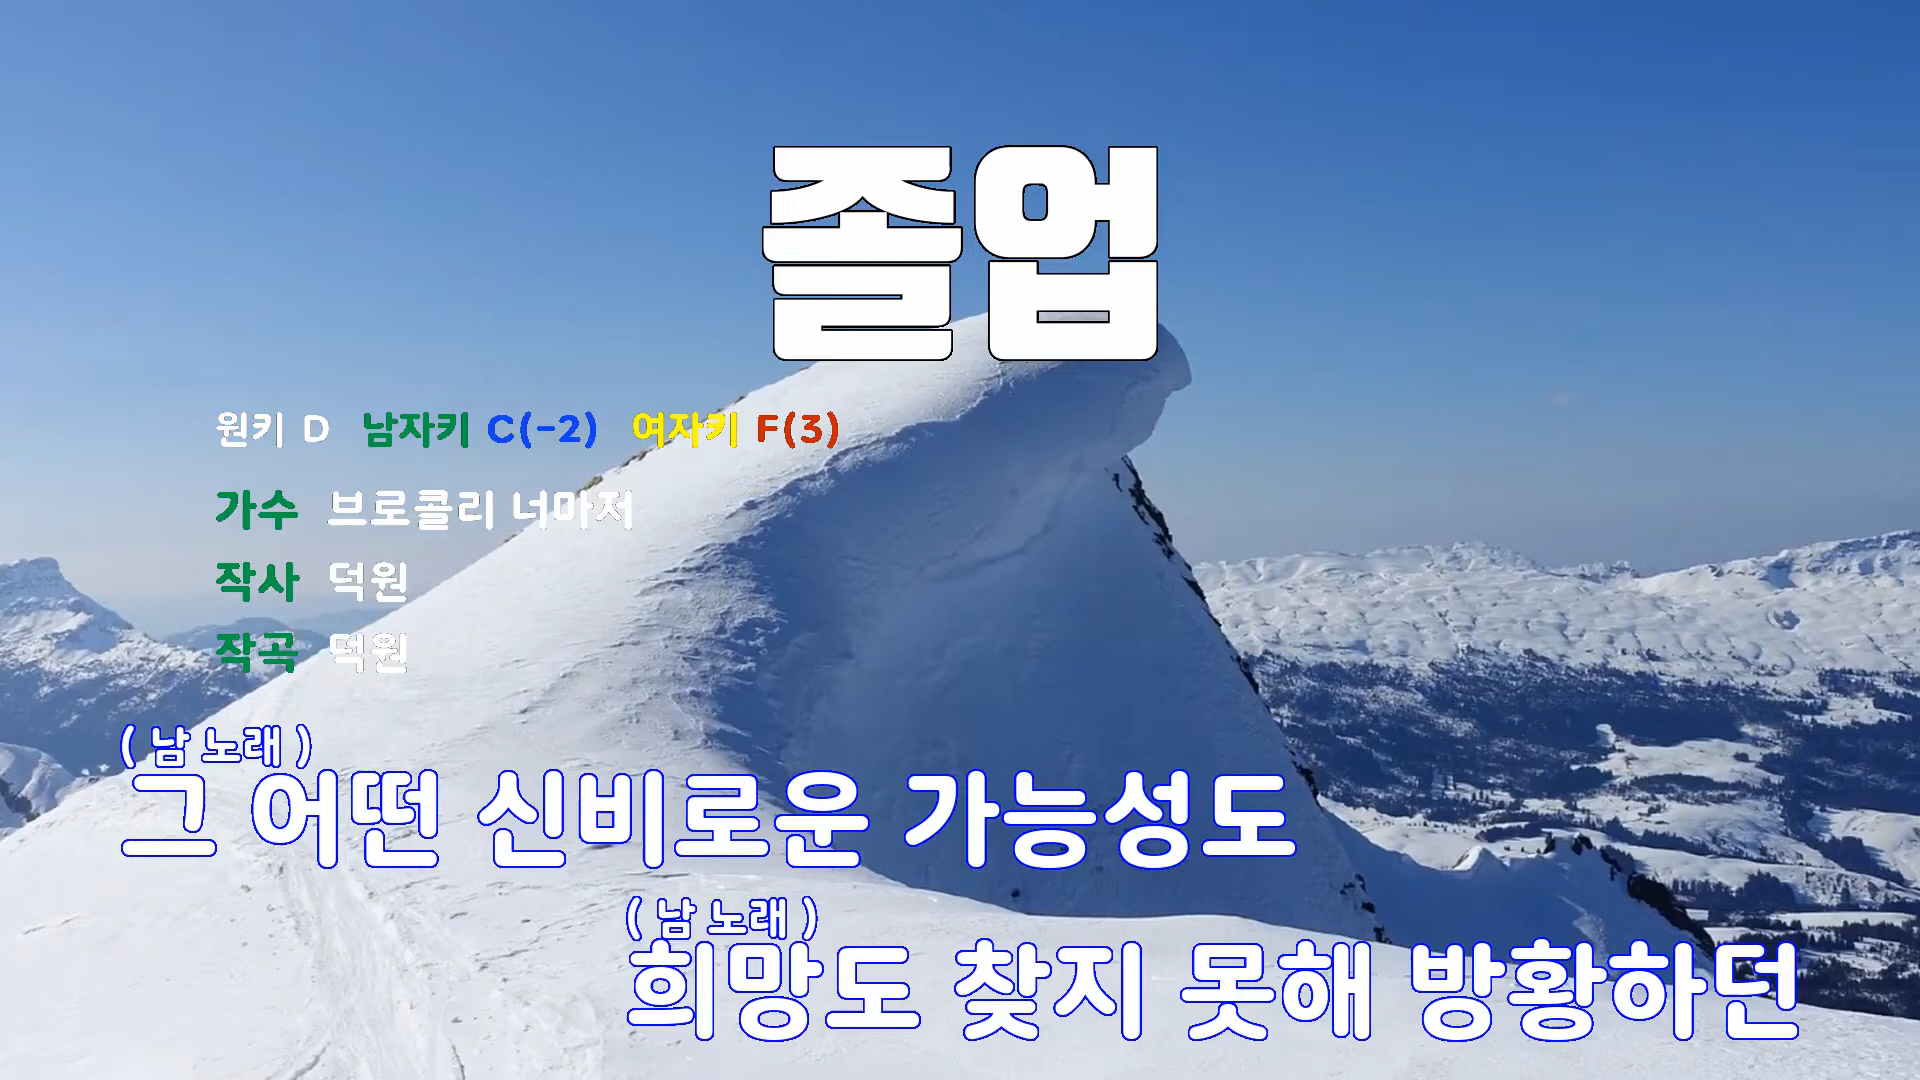 졸업
원키 D 남자키 C(-2) 여자키 F(3)
가수 브로콜리 너마저
작사 덕원
작곡 덕원
( 남 노래 )
그 어떤 신비로운 가능성도
( 남 노래 )
희망도 찾지 못해 방황하던